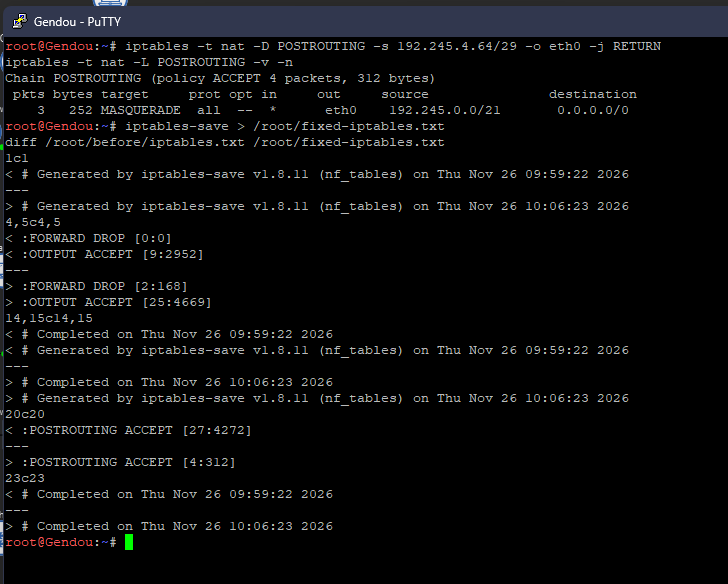 Gendou - PuTTY
root@Gendou:~# iptables -t nat -D POSTROUTING -s 192.245.4.64/29 -o eth0 -j RETURN
iptables -t nat -L POSTROUTING -v -n
Chain POSTROUTING (policy ACCEPT 4 packets, 312 bytes)
 pkts bytes target     prot opt in     out     source               destination
    3   252 MASQUERADE  all  --  *      eth0    192.245.0.0/21       0.0.0.0/0
root@Gendou:~# iptables-save > /root/fixed-iptables.txt
diff /root/before/iptables.txt /root/fixed-iptables.txt
1c1
< # Generated by iptables-save v1.8.11 (nf_tables) on Thu Nov 26 09:59:22 2026
---
> # Generated by iptables-save v1.8.11 (nf_tables) on Thu Nov 26 10:06:23 2026
4,5c4,5
< :FORWARD DROP [0:0]
< :OUTPUT ACCEPT [9:2952]
---
> :FORWARD DROP [2:168]
> :OUTPUT ACCEPT [25:4669]
14,15c14,15
< # Completed on Thu Nov 26 09:59:22 2026
< # Generated by iptables-save v1.8.11 (nf_tables) on Thu Nov 26 09:59:22 2026
---
> # Completed on Thu Nov 26 10:06:23 2026
> # Generated by iptables-save v1.8.11 (nf_tables) on Thu Nov 26 10:06:23 2026
20c20
< :POSTROUTING ACCEPT [27:4272]
---
> :POSTROUTING ACCEPT [4:312]
23c23
< # Completed on Thu Nov 26 09:59:22 2026
---
> # Completed on Thu Nov 26 10:06:23 2026
root@Gendou:~#